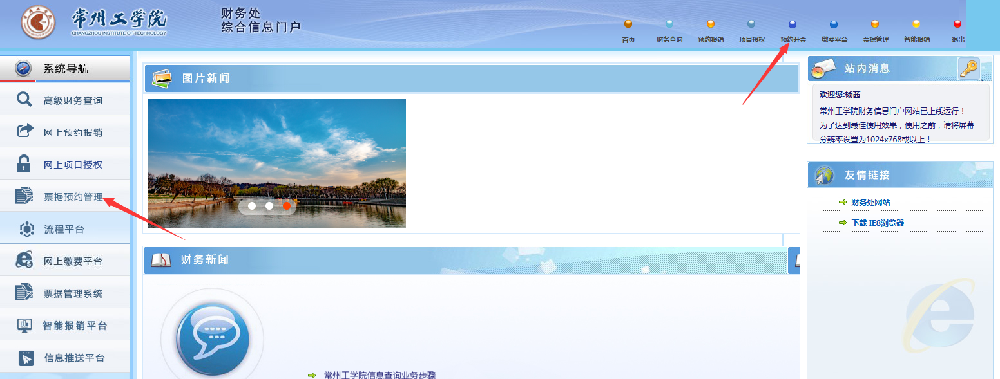 常州工学院
CHANGZHOU INSTITUTE OF TECHNOLOGY
财务处
综合信息门户
首页 财务查询 预约报销 项目授权 预约开票 缴费平台 票据管理 智能报销 退出
系统导航
高级财务查询
网上预约报销
网上项目授权
票据预约管理
流程平台
网上缴费平台
票据管理系统
智能报销平台
信息推送平台
图片新闻
财务新闻
常州工学院信息查询业务步骤
站内消息
欢迎您:杨茜
常州工学院财务信息门户网站已上线运行！
为了达到最佳使用效果，使用之前，请将屏幕
分辨率设置为1024x768或以上！
友情链接
财务处网站
下载 IE8浏览器